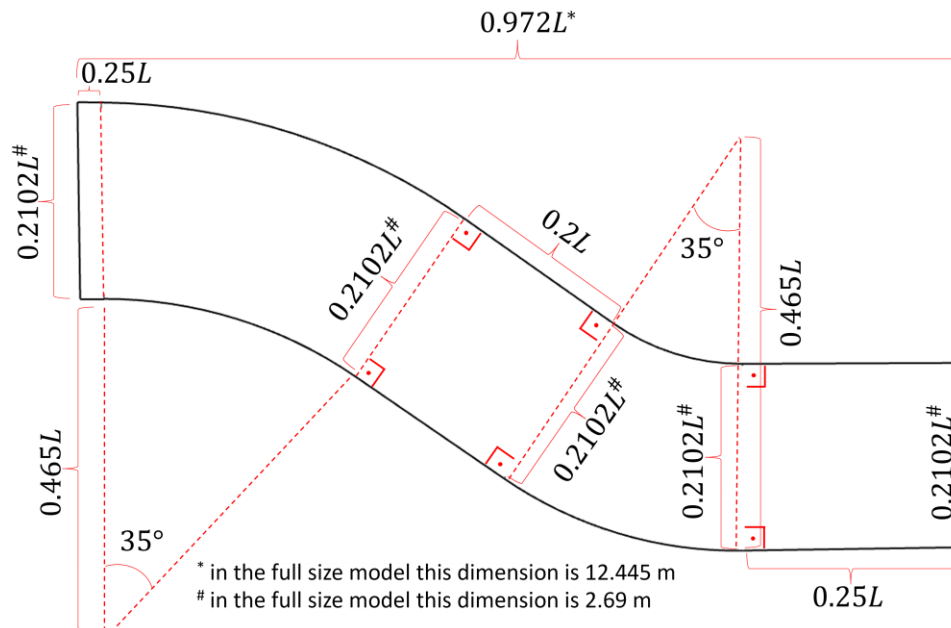 0.972L*
0.25L
0.2102L#
0.2102L#
0.2L
35°
0.465L
0.2102L#
0.2102L#
0.2102L#
0.465L
35°
* in the full size model this dimension is 12.445 m
# in the full size model this dimension is 2.69 m
0.25L